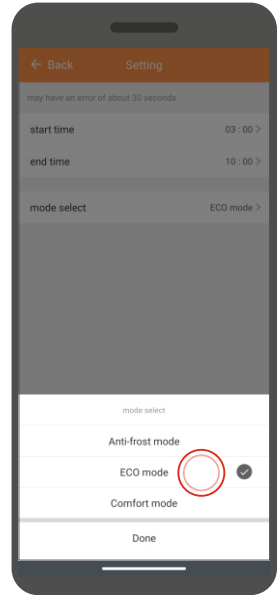 ← Back Setting
may have an error of about 30 seconds
start time 03 : 00 >
end time 10 : 00 >
mode select ECO mode >
mode select
Anti-frost mode
ECO mode
Comfort mode
Done